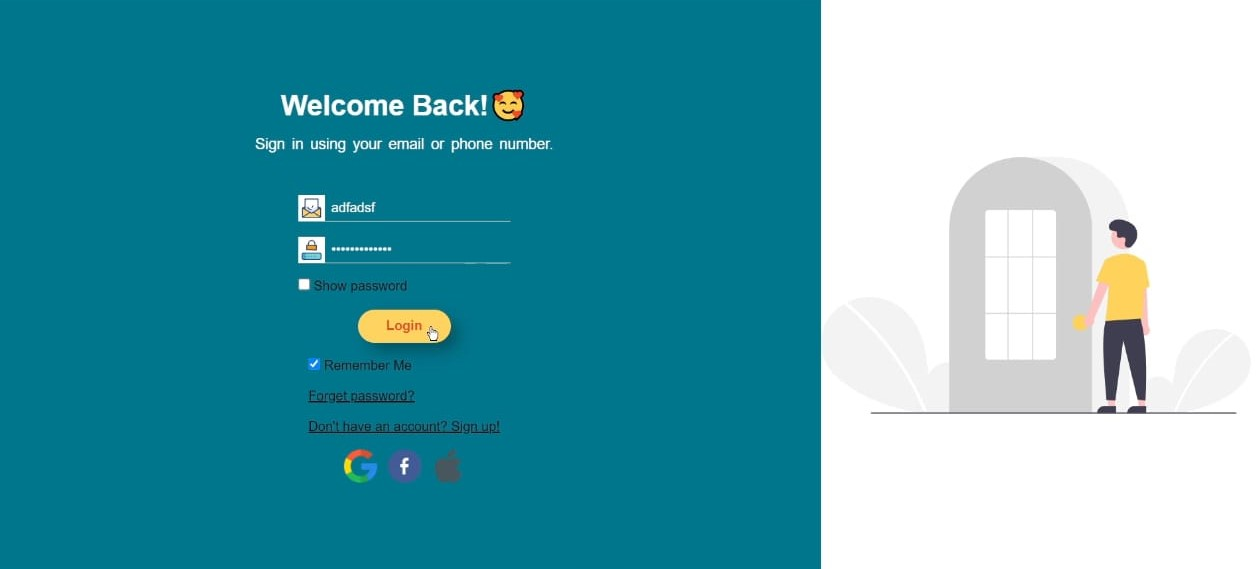 Welcome Back!🥰
Sign in using your email or phone number.
adfadsf
•••••••••••••
Show password
Login
Remember Me
Forget password?
Don't have an account? Sign up!